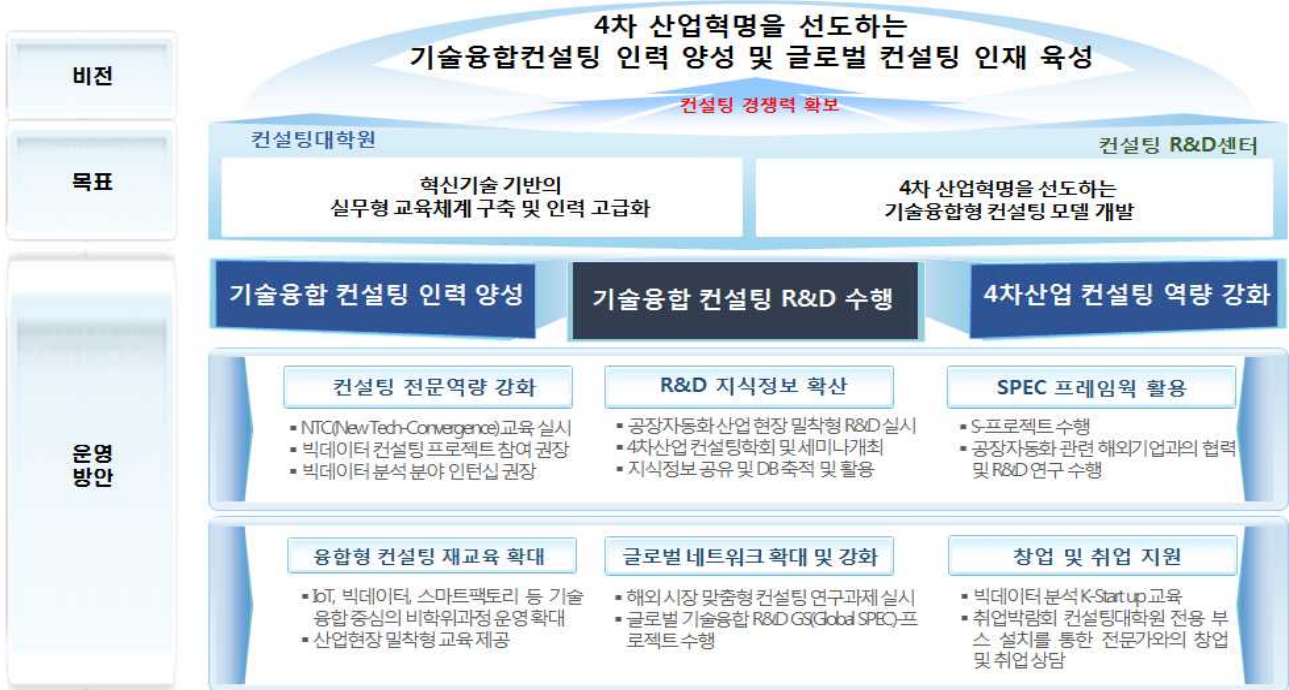 비전
4차 산업혁명을 선도하는
기술융합컨설팅 인력 양성 및 글로벌 컨설팅 인재 육성
컨설팅 경쟁력 확보
목표
컨설팅대학원
컨설팅 R&D센터
혁신기술 기반의
실무형 교육체계 구축 및 인력 고급화
4차 산업혁명을 선도하는
기술융합형 컨설팅 모델 개발
운영
방안
기술융합 컨설팅 인력 양성
기술융합 컨설팅 R&D 수행
4차산업 컨설팅 역량 강화
컨설팅 전문역량 강화
▪ NTC(New Tech-Convergence)교육 실시
▪ 빅데이터 컨설팅 프로젝트 참여 권장
▪ 빅데이터 분석 분야 인턴십 권장
R&D 지식정보 확산
▪ 공장자동화 산업 현장 밀착형 R&D 실시
▪ 4차산업 컨설팅학회 및 세미나개최
▪ 지식정보 공유 및 DB 축적 및 활용
SPEC 프레임웍 활용
▪ S-프로젝트 수행
▪ 공장자동화 관련 해외기업과의 협력
및 R&D 연구 수행
융합형 컨설팅 재교육 확대
▪ IoT, 빅데이터, 스마트팩토리 등 기술
융합 중심의 비학위과정 운영 확대
▪ 산업현장 밀착형 교육 제공
글로벌 네트워크 확대 및 강화
▪ 해외 시장 맞춤형 컨설팅 연구과제 실시
▪ 글로벌 기술융합 R&D GS(Global SPEC)-프
로젝트 수행
창업 및 취업 지원
▪ 빅데이터 분석 K-Start up 교육
▪ 취업박람회 컨설팅대학원 전용 부
스 설치를 통한 전문가와의 창업
및 취업 상담